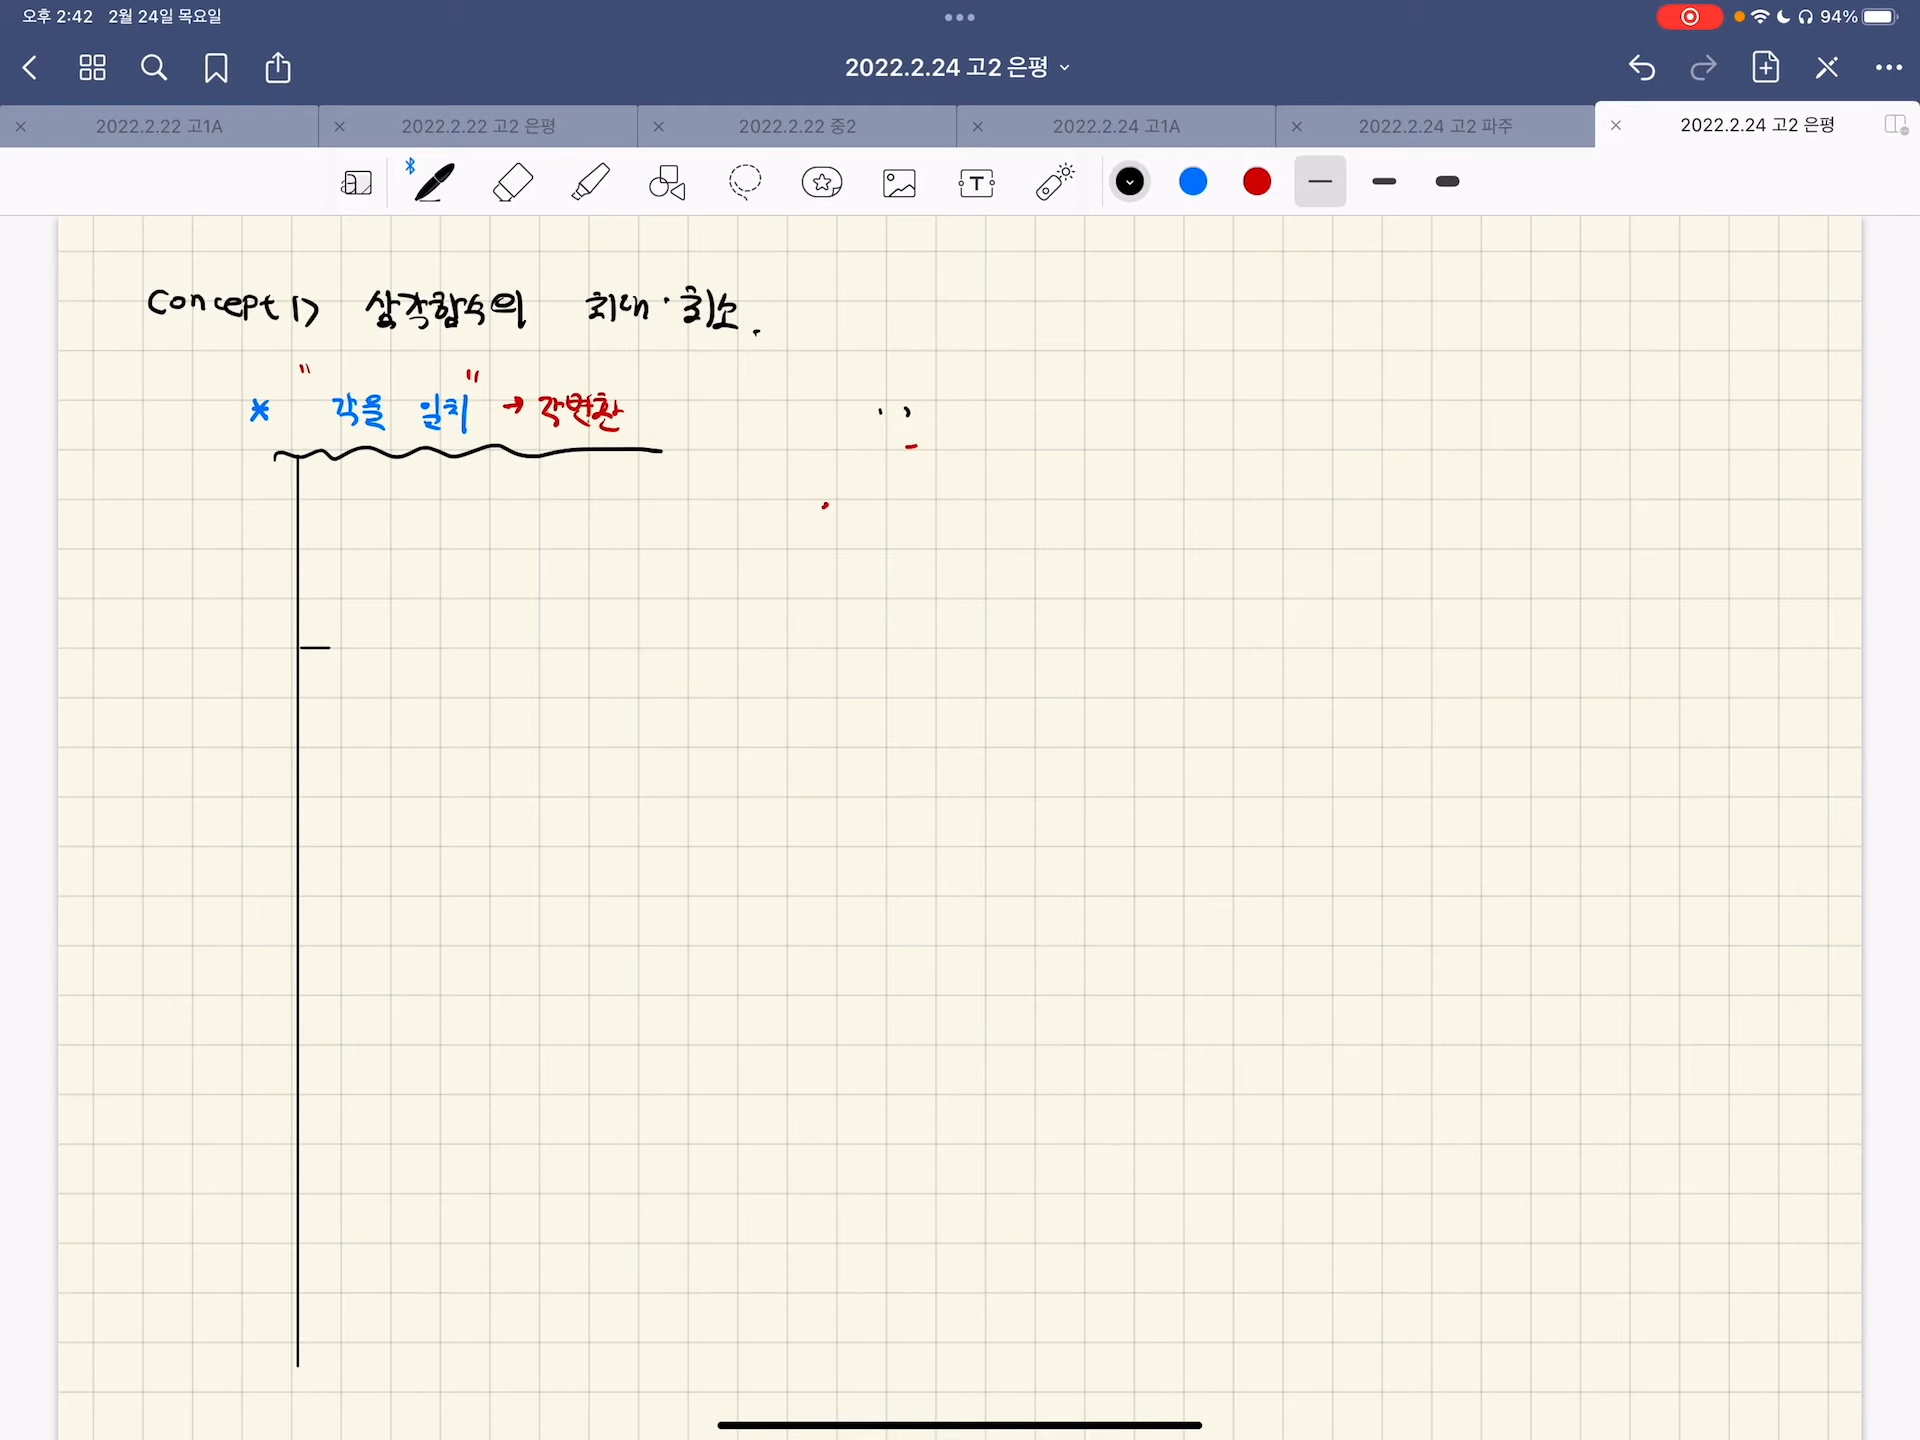 오후 2:42 2월 24일 목요일 94%
2022.2.24 고2 은평
2022.2.22 고1A 2022.2.22 고2 은평 2022.2.22 중2 2022.2.24 고1A 2022.2.24 고2 파주 2022.2.24 고2 은평
Concept 1> 삼각함수의 최대·최소.
* "각을 일치" → 각변환